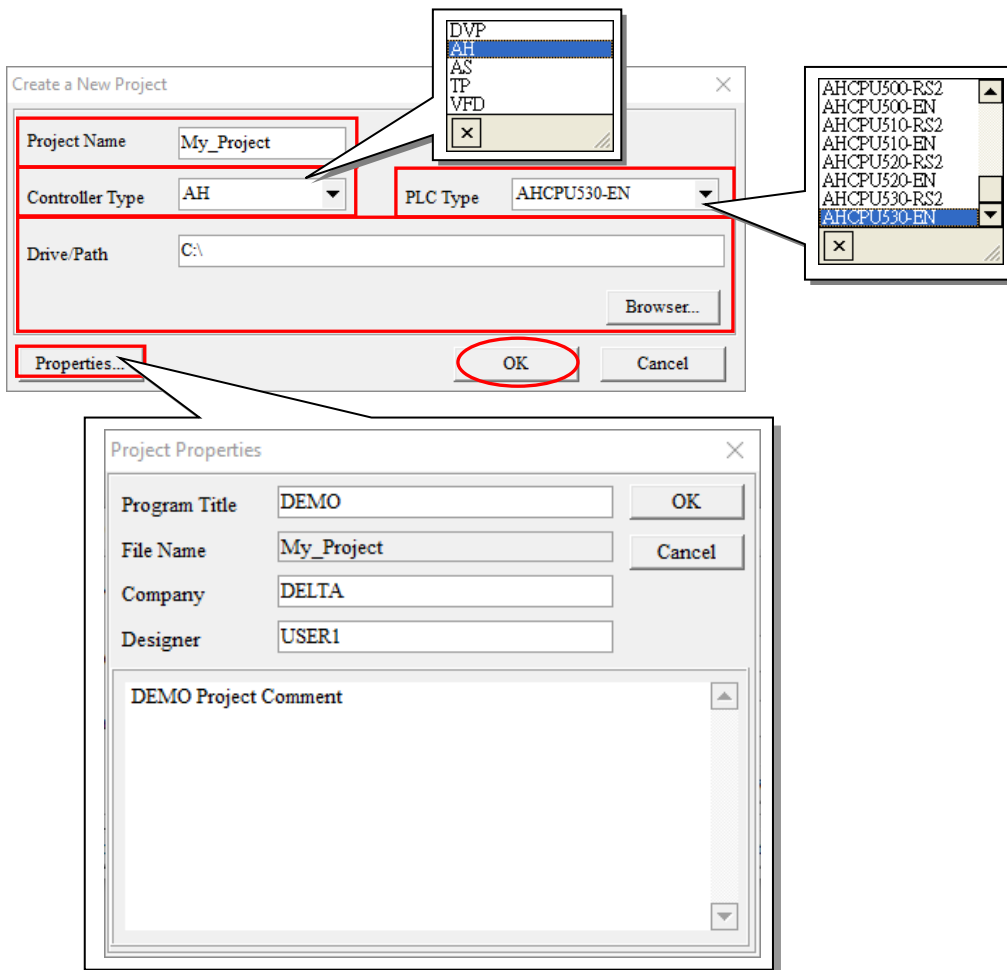 DVP
AH
AS
TP
VFD
Create a New Project
AHCPU500-RS2
AHCPU500-EN
AHCPU510-RS2
AHCPU510-EN
AHCPU520-RS2
AHCPU520-EN
AHCPU530-RS2
AHCPU530-EN
Project Name My_Project
Controller Type AH PLC Type AHCPU530-EN
Drive/Path C:\
Browser...
Properties... OK Cancel
Project Properties
Program Title DEMO OK
File Name My_Project Cancel
Company DELTA
Designer USER1
DEMO Project Comment